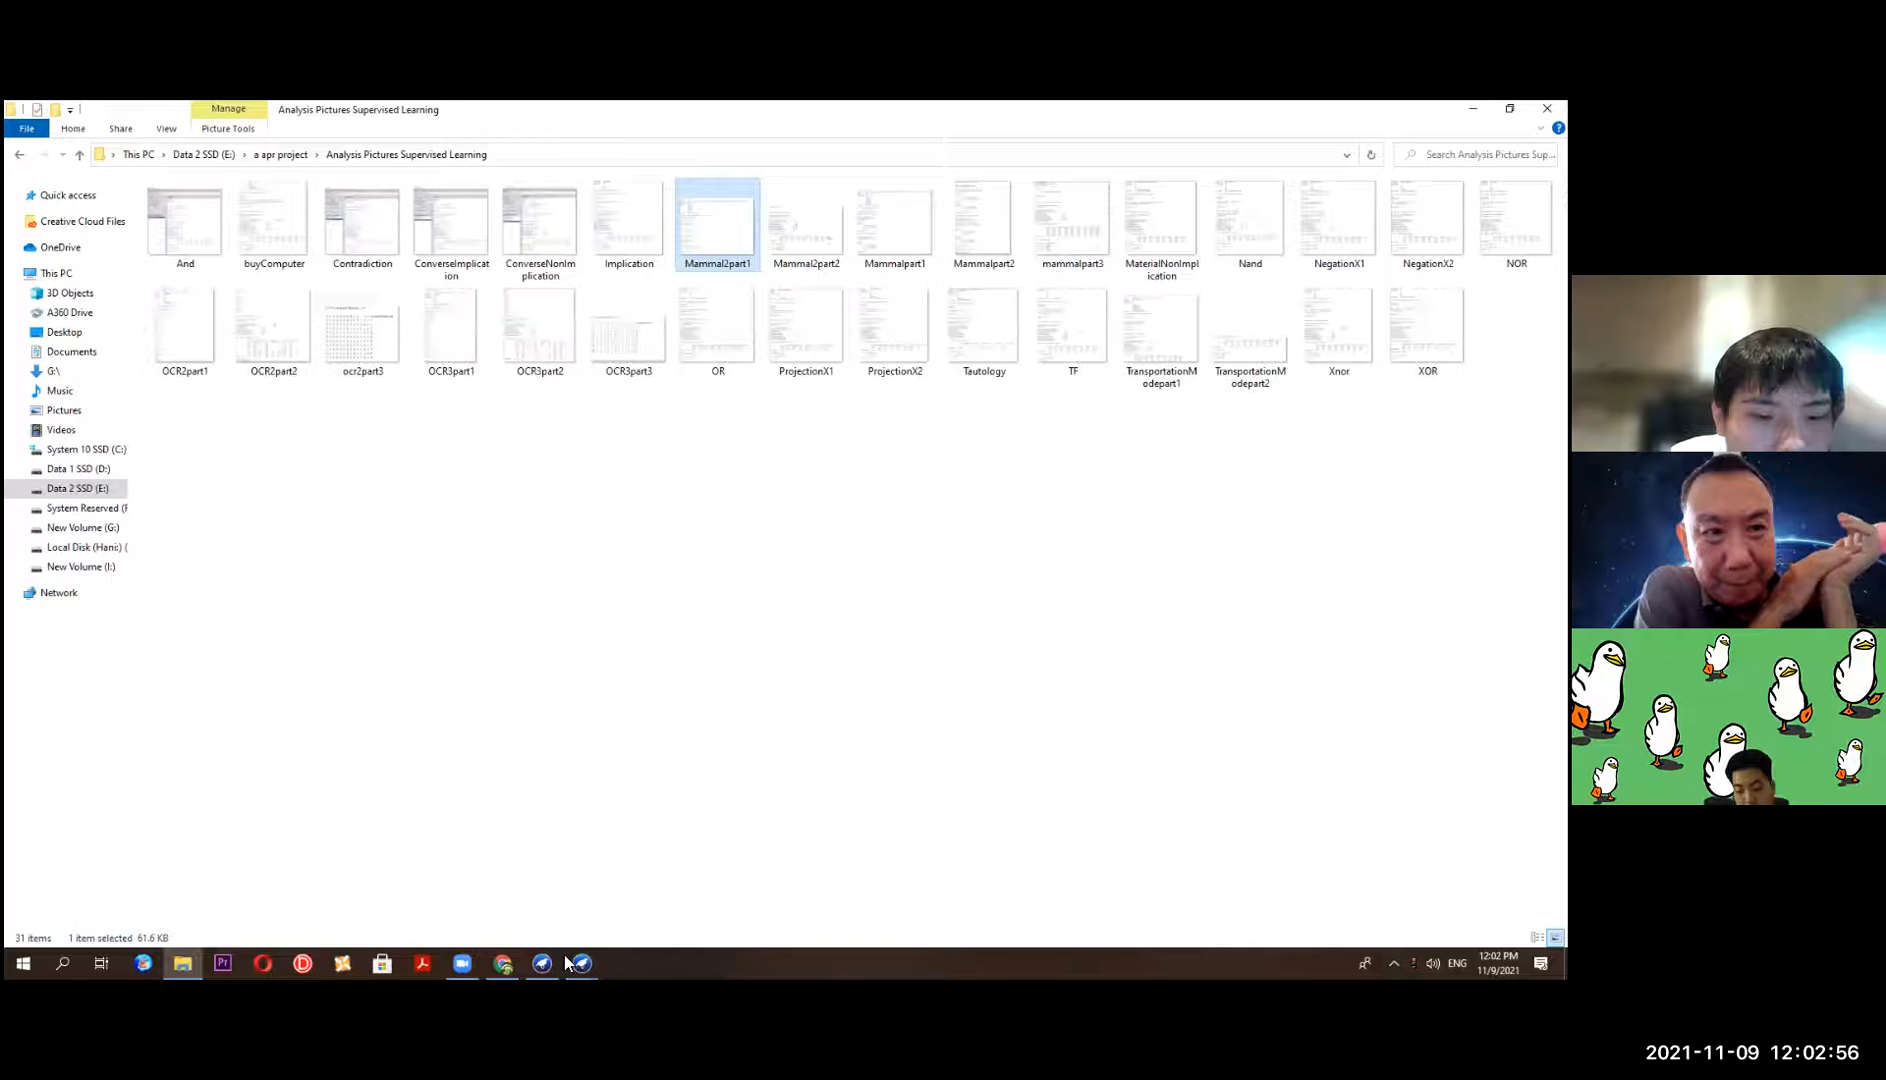 Manage
Analysis Pictures Supervised Learning
File
Home
Share
View
Picture Tools
This PC
Data 2 SSD (E:)
a apr project
Analysis Pictures Supervised Learning
Search Analysis Pictures Sup...
Quick access
Creative Cloud Files
OneDrive
This PC
3D Objects
A360 Drive
Desktop
Documents
G:\
Music
Pictures
Videos
System 10 SSD (C:)
Data 1 SSD (D:)
Data 2 SSD (E:)
System Reserved (F
New Volume (G:)
Local Disk (Hani:) (
New Volume (I:)
Network
And
buyComputer
Contradiction
ConverseImplicat
ion
ConverseNonIm
plication
Implication
Mammal2part1
Mammal2part2
Mammalpart1
Mammalpart2
mammalpart3
MaterialNonImpl
ication
Nand
NegationX1
NegationX2
NOR
OCR2part1
OCR2part2
ocr2part3
OCR3part1
OCR3part2
OCR3part3
OR
ProjectionX1
ProjectionX2
Tautology
TF
TransportationM
odepart1
TransportationM
odepart2
Xnor
XOR
31 items
1 item selected 61.6 KB
Pr
ENG
12:02 PM
11/9/2021
2021-11-09 12:02:56